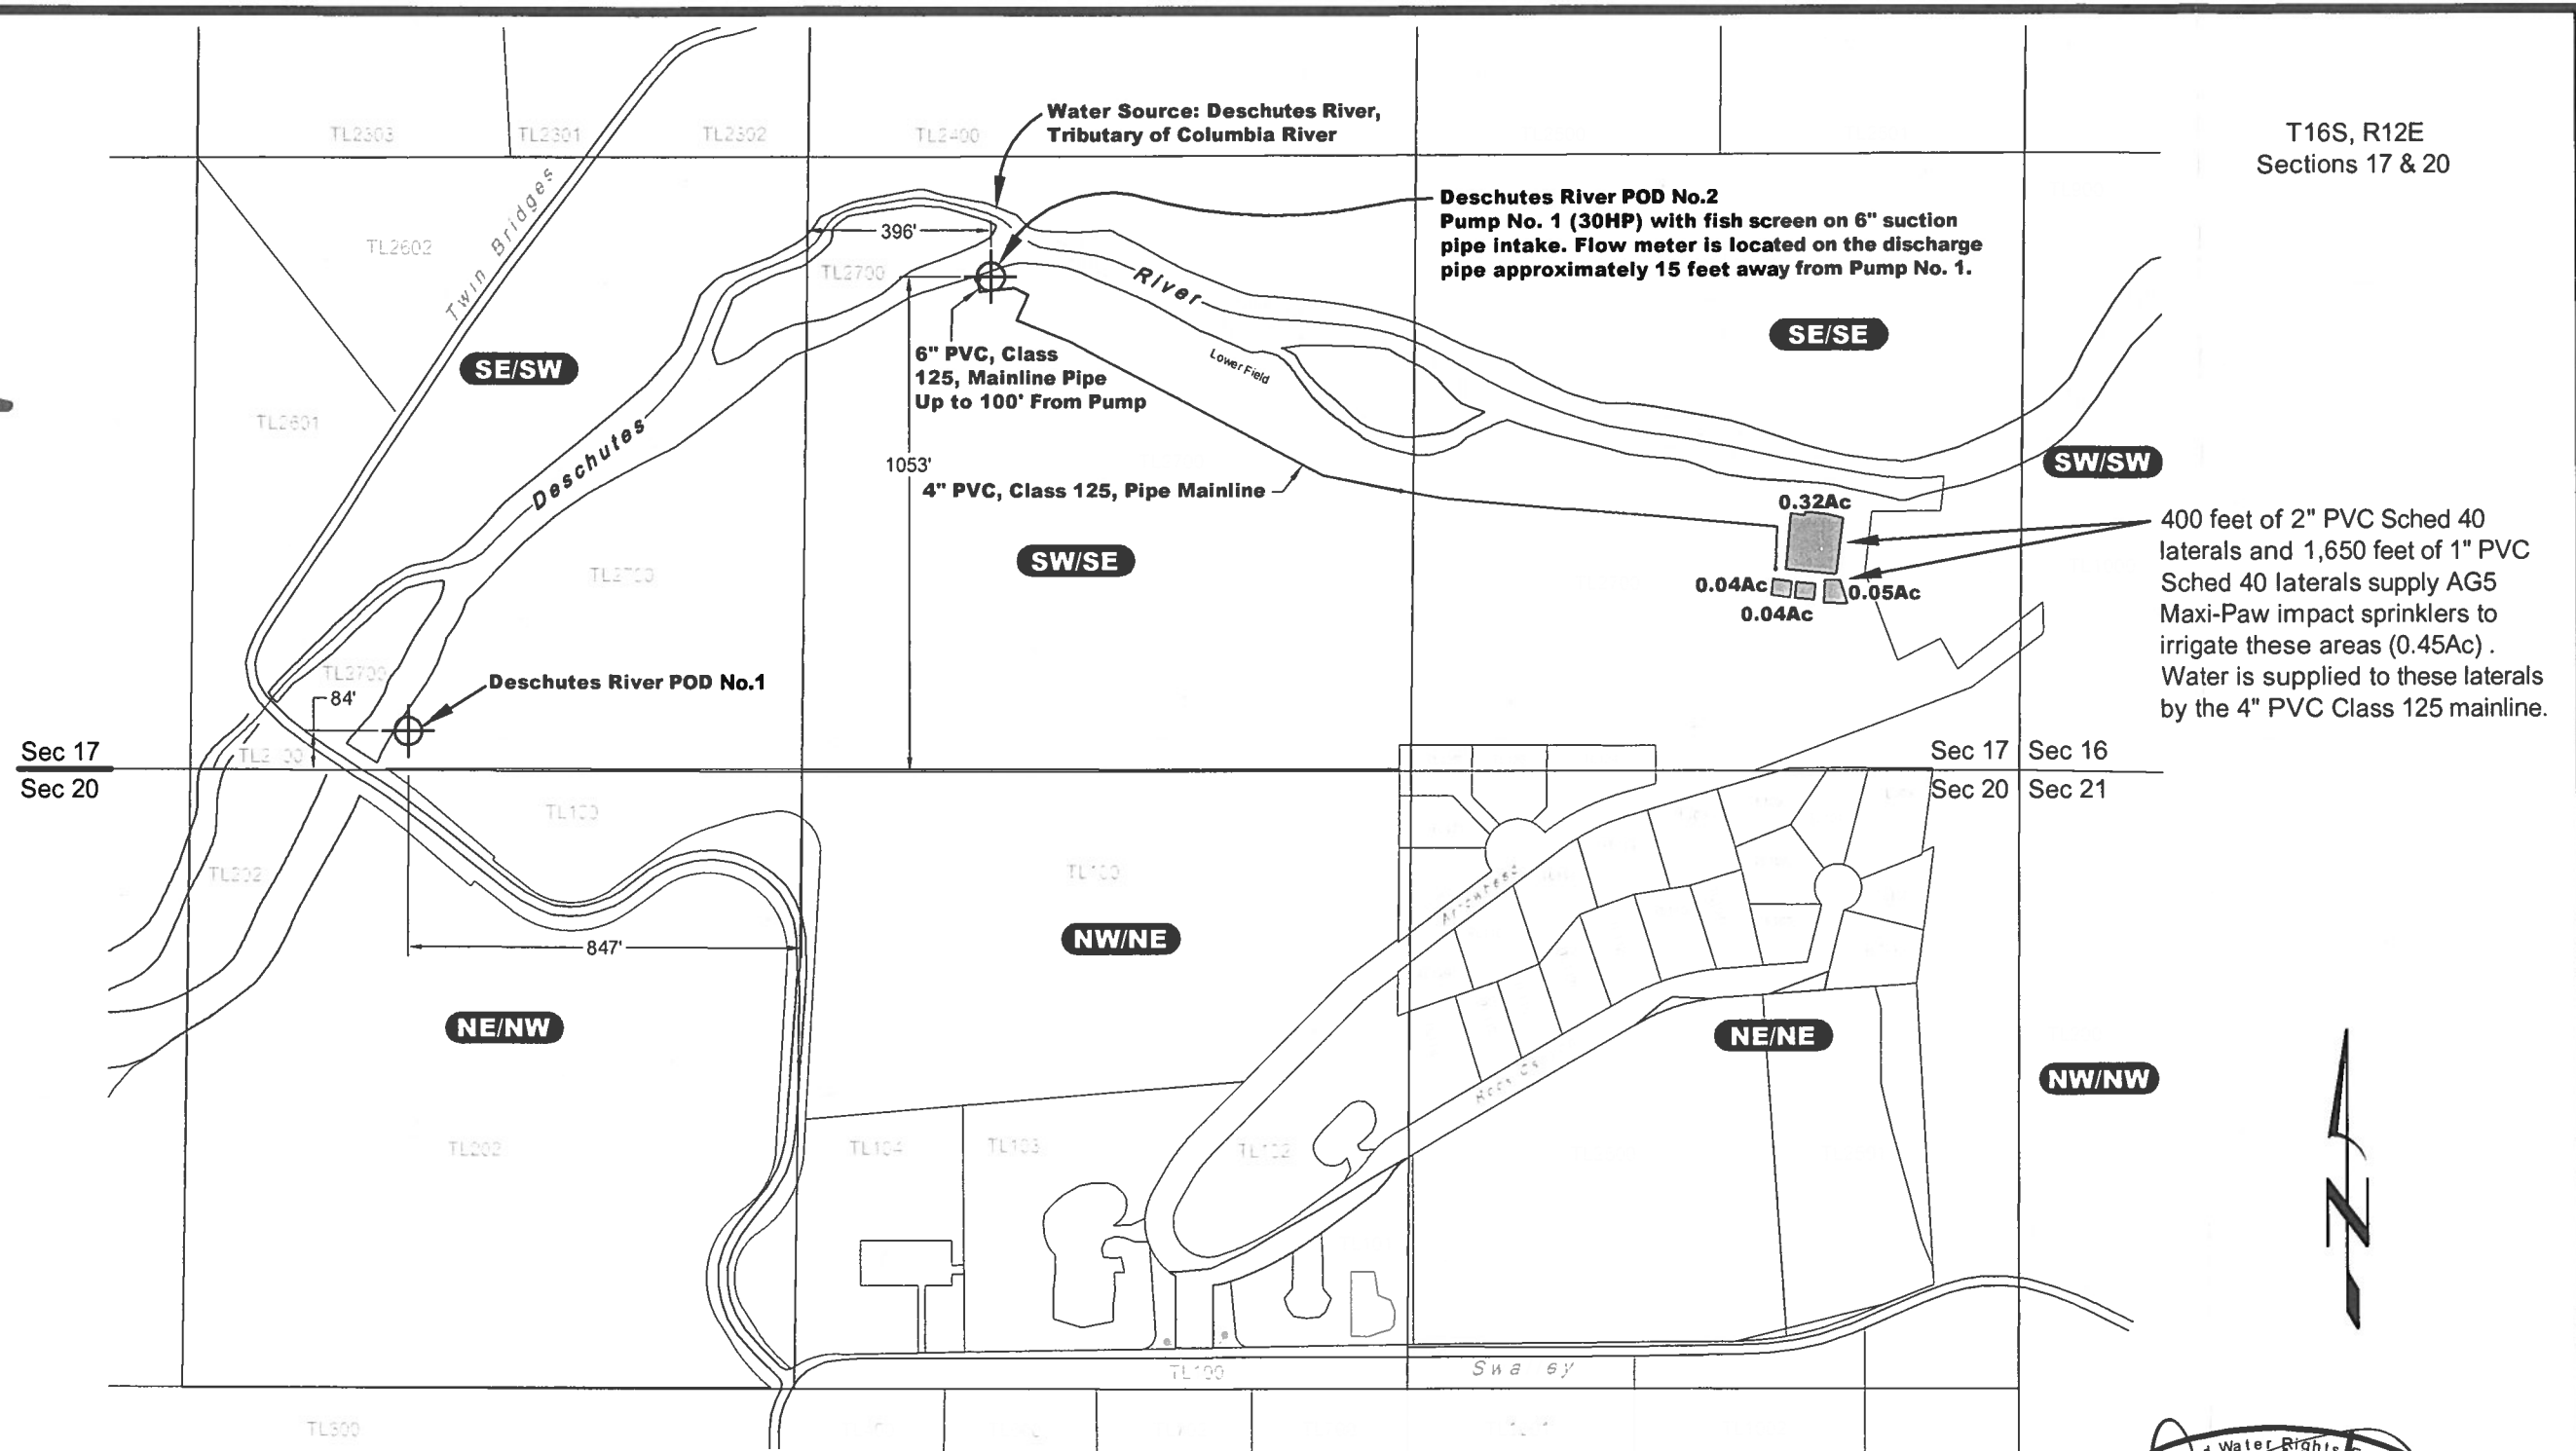 Water Source: Deschutes River,
Tributary of Columbia River
T16S, R12E
Sections 17 & 20
TL2303
TL2301
TL2302
TL2400
Deschutes River POD No.2
Pump No. 1 (30HP) with fish screen on 6" suction
pipe intake. Flow meter is located on the discharge
pipe approximately 15 feet away from Pump No. 1.
Twin Bridges
TL2602
396'
TL2700
River
SE/SE
SE/SW
6" PVC, Class
125, Mainline Pipe
Up to 100' From Pump
Lower Field
TL2601
Deschutes
1053'
4" PVC, Class 125, Pipe Mainline
SW/SW
0.32Ac
400 feet of 2" PVC Sched 40
laterals and 1,650 feet of 1" PVC
Sched 40 laterals supply AG5
Maxi-Paw impact sprinklers to
irrigate these areas (0.45Ac) .
Water is supplied to these laterals
by the 4" PVC Class 125 mainline.
SW/SE
TL2700
0.04Ac
0.05Ac
0.04Ac
TL2700
84'
Deschutes River POD No.1
Sec 17
Sec 20
Sec 17
Sec 16
Sec 20
Sec 21
TL100
TL202
TL100
847'
NW/NE
NE/NW
NE/NE
NW/NW
TL202
TL104
TL103
TL102
TL100
TL300
N
Water Rights